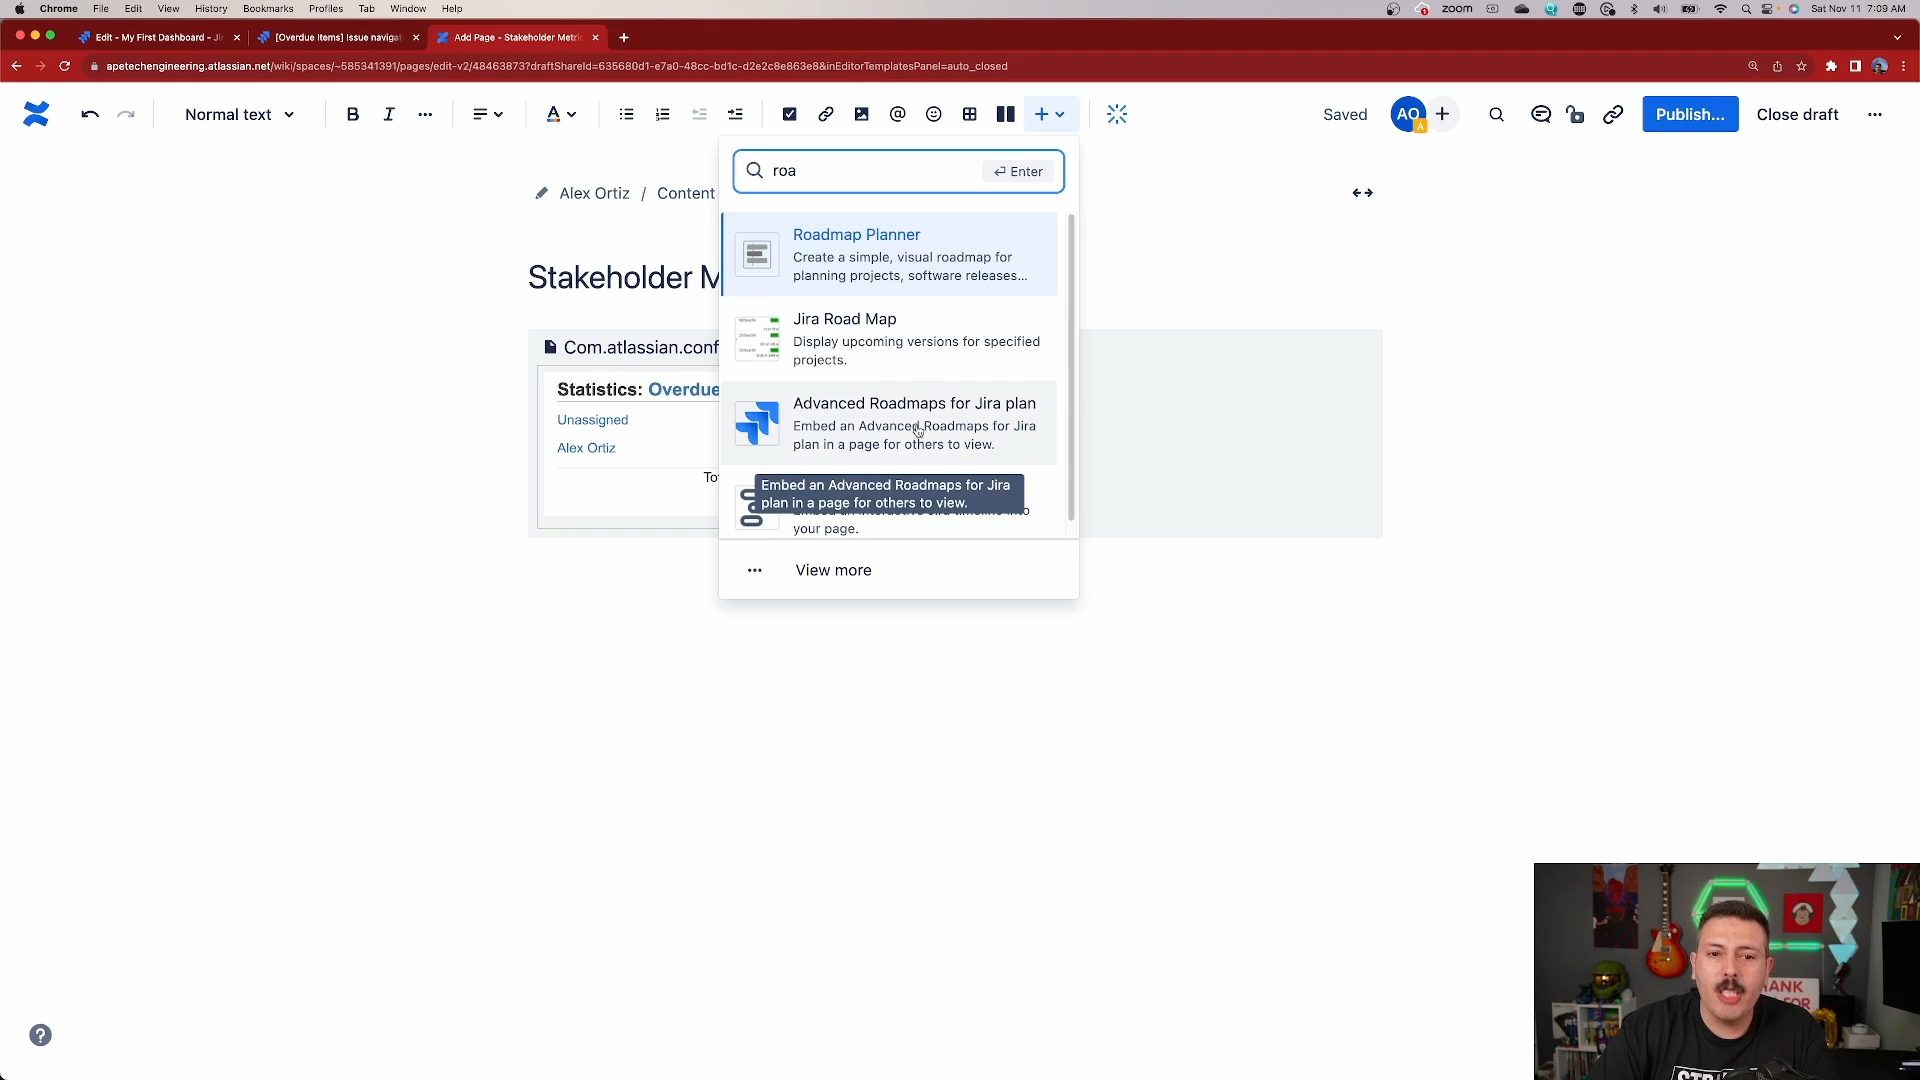 Chrome File Edit View History Bookmarks Profiles Tab Window Help zoom Sat Nov 11 7:09 AM
Edit - My First Dashboard - Ji
[Overdue Items] Issue navigat
Add Page - Stakeholder Metri
apetechengineering.atlassian.net/wiki/spaces/~585341391/pages/edit-v2/48463873?draftShareId=635680d1-e7a0-48cc-bd1c-d2e2c8e863e8&inEditorTemplatesPanel=auto_closed
Normal text B I A Saved AO A Publish... Close draft
roa Enter
Alex Ortiz / Content
Roadmap Planner
Create a simple, visual roadmap for
planning projects, software releases...
Stakeholder M
Jira Road Map
Display upcoming versions for specified
projects.
Com.atlassian.conf
Statistics: Overdue
Unassigned
Alex Ortiz
To
Advanced Roadmaps for Jira plan
Embed an Advanced Roadmaps for Jira
plan in a page for others to view.
Embed an Advanced Roadmaps for Jira
plan in a page for others to view.
your page.
View more
?
HANK
FOR